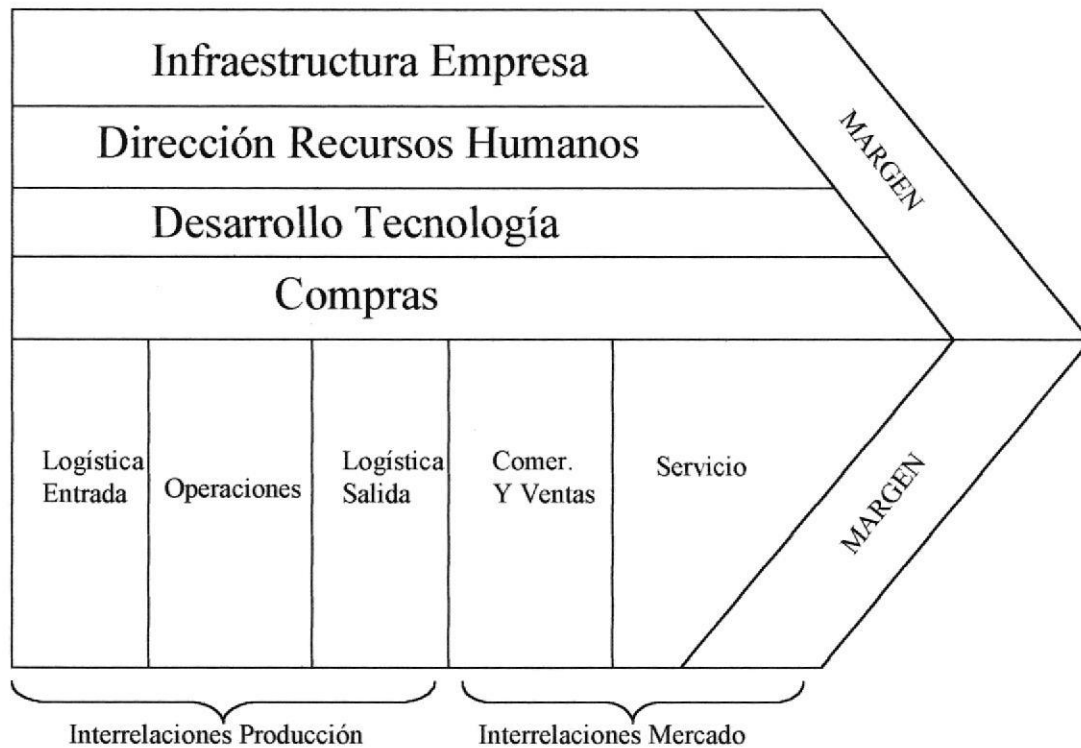 Infraestructura Empresa
Dirección Recursos Humanos
Desarrollo Tecnología
Compras
MARGEN
Logística
Entrada
Operaciones
Logística
Salida
Comer.
Y Ventas
Servicio
MARGEN
Interrelaciones Producción
Interrelaciones Mercado